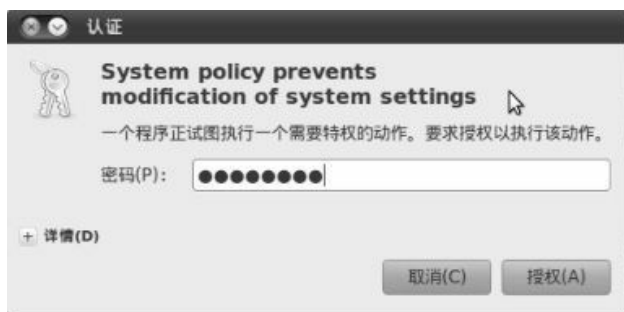 认证
System policy prevents
modification of system settings
一个程序正试图执行一个需要特权的动作。要求授权以执行该动作。
密码(P):
详情(D)
取消(C)
授权(A)